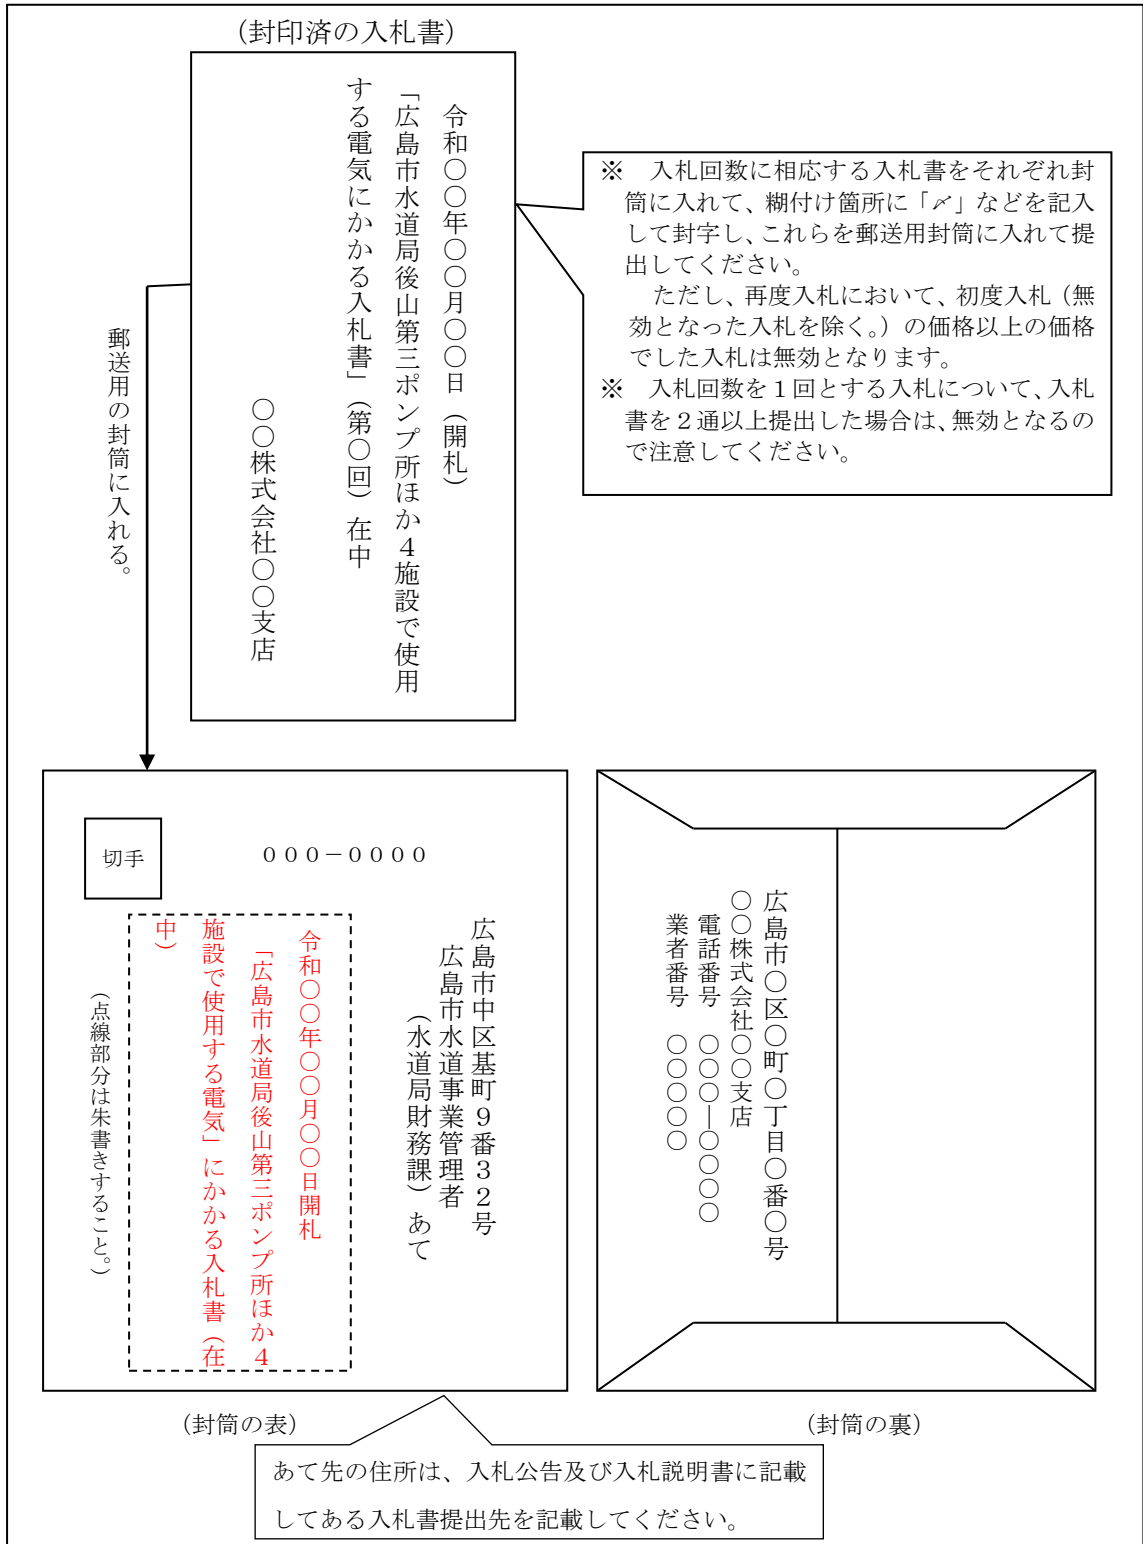 （封印済の入札書）
令和〇〇年〇〇月〇〇日（開札）
「広島市水道局後山第三ポンプ所ほか４施設で使用
する電気にかかる入札書」（第〇回）在中
〇〇株式会社〇〇支店
※　入札回数に相応する入札書をそれぞれ封
筒に入れて、糊付け箇所に「〆」などを記入
して封字し、これらを郵送用封筒に入れて提
出してください。
ただし、再度入札において、初度入札（無
効となった入札を除く。）の価格以上の価格
でした入札は無効となります。
※　入札回数を１回とする入札について、入札
書を２通以上提出した場合は、無効となるの
で注意してください。
郵送用の封筒に入れる。
切手
０００－００００
広島市中区基町９番３２号
広島市水道事業管理者
（水道局財務課）あて
令和〇〇年〇〇月〇〇日開札
「広島市水道局後山第三ポンプ所ほか４
施設で使用する電気」にかかる入札書（在
中）
（点線部分は朱書きすること。）
（封筒の表）
広島市〇区〇町〇丁目〇番〇号
〇〇株式会社〇〇支店
電話番号　〇〇〇―〇〇〇〇
業者番号　〇〇〇〇〇
（封筒の裏）
あて先の住所は、入札公告及び入札説明書に記載
してある入札書提出先を記載してください。